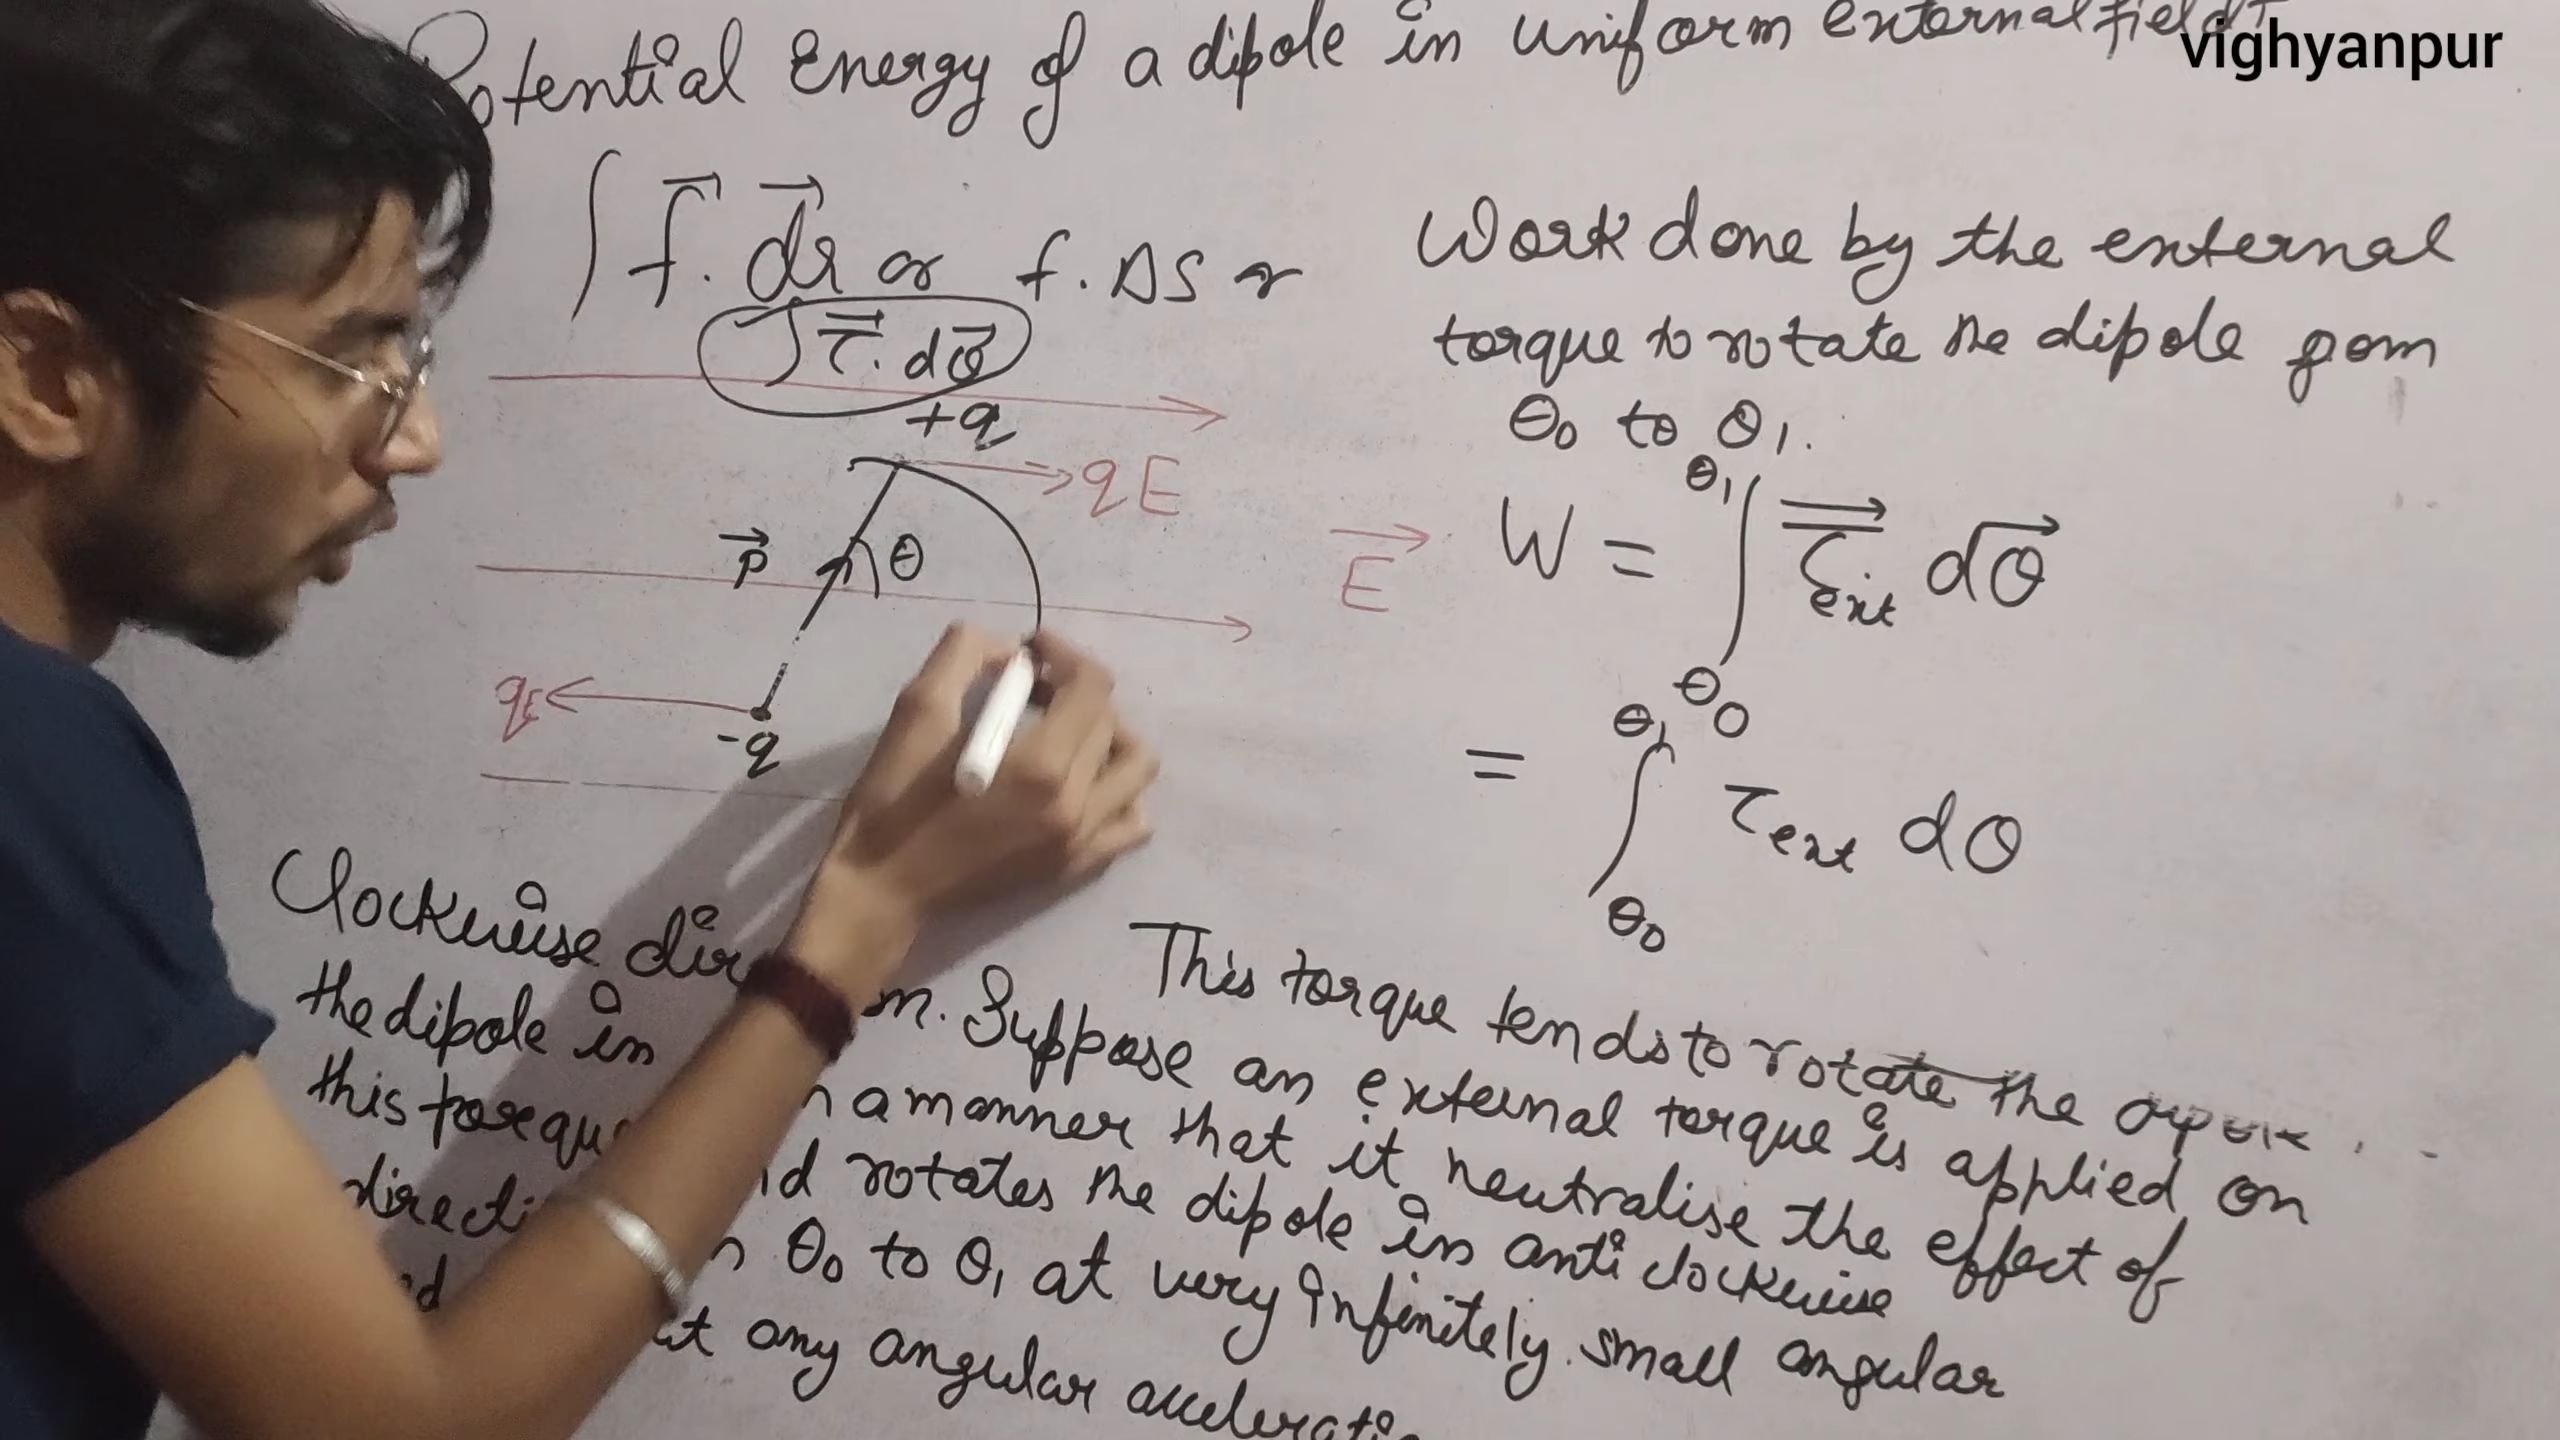 Potential Energy of a dipole in uniform external field
vighyanpur
∫ f⃗. dr⃗ or f. Δs or
∫ τ⃗. dθ⃗
+q
qE
p⃗
θ
E⃗
qE
-q
Work done by the external
torque to rotate the dipole from
θ₀ to θ₁.
W = ∫ τ⃗ext dθ⃗
θ₁
θ₀
= ∫ τext dθ
θ₁
θ₀
This torque tends to rotate the
the dipole in
Clockwise dir m. Suppose an external torque is applied on
this torque a manner that it neutralise the effect of
directi d rotates the dipole in anti clockwise
θ₀ to θ₁ at very infinitely small angular
any angular accelerati